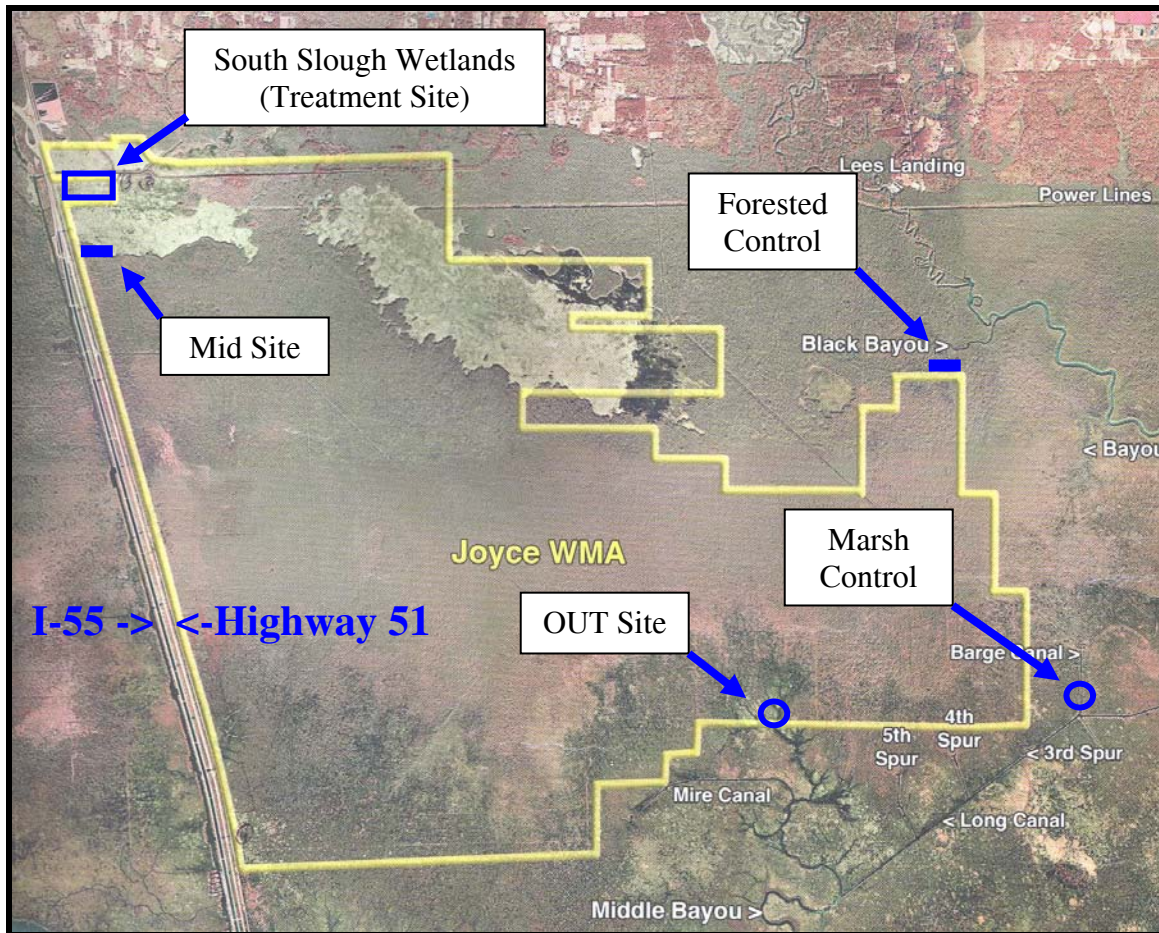 South Slough Wetlands
(Treatment Site)
Lees Landing
Power Lines
Forested
Control
Mid Site
Black Bayou >
< Bayou
Marsh
Control
Joyce WMA
I-55 -> <-Highway 51
OUT Site
Barge Canal >
4th
Spur
5th
Spur
< 3rd Spur
Mire Canal
< Long Canal
Middle Bayou >